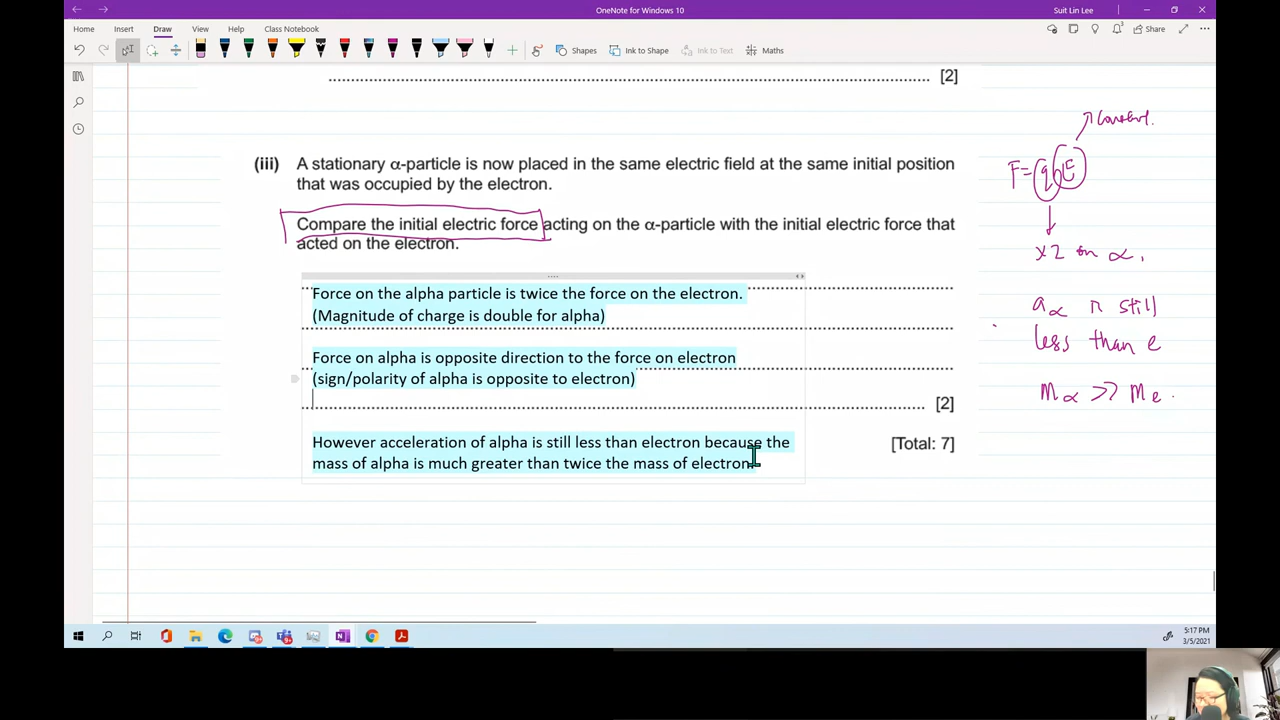 OneNote for Windows 10
Suit Lin Lee
Home Insert Draw View Help Class Notebook
Share
Shapes Ink to Shape Ink to Text Maths
[2]
(iii) A stationary α-particle is now placed in the same electric field at the same initial position
that was occupied by the electron.
Compare the initial electric force acting on the α-particle with the initial electric force that
acted on the electron.
Force on the alpha particle is twice the force on the electron.
(Magnitude of charge is double for alpha)
Force on alpha is opposite direction to the force on electron
(sign/polarity of alpha is opposite to electron)
[2]
However acceleration of alpha is still less than electron because the
mass of alpha is much greater than twice the mass of electron
[Total: 7]
constant.
F=qE
x2 on α.
aα is still
less than e
mα >> me.
5:17 PM
3/5/2021